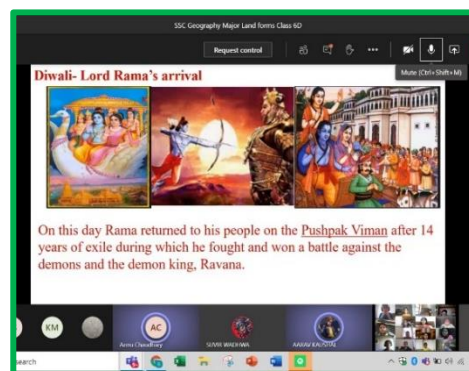 SSC Geography Major Land forms Class 6D
Request control
Mute (Ctrl+Shift+M)
Diwali- Lord Rama's arrival
On this day Rama returned to his people on the Pushpak Viman after 14
years of exile during which he fought and won a battle against the
demons and the demon king, Ravana.
KM
AC
Annu Chaudhary
SUVIR WADHWA
AARAV KAUSHAL
search